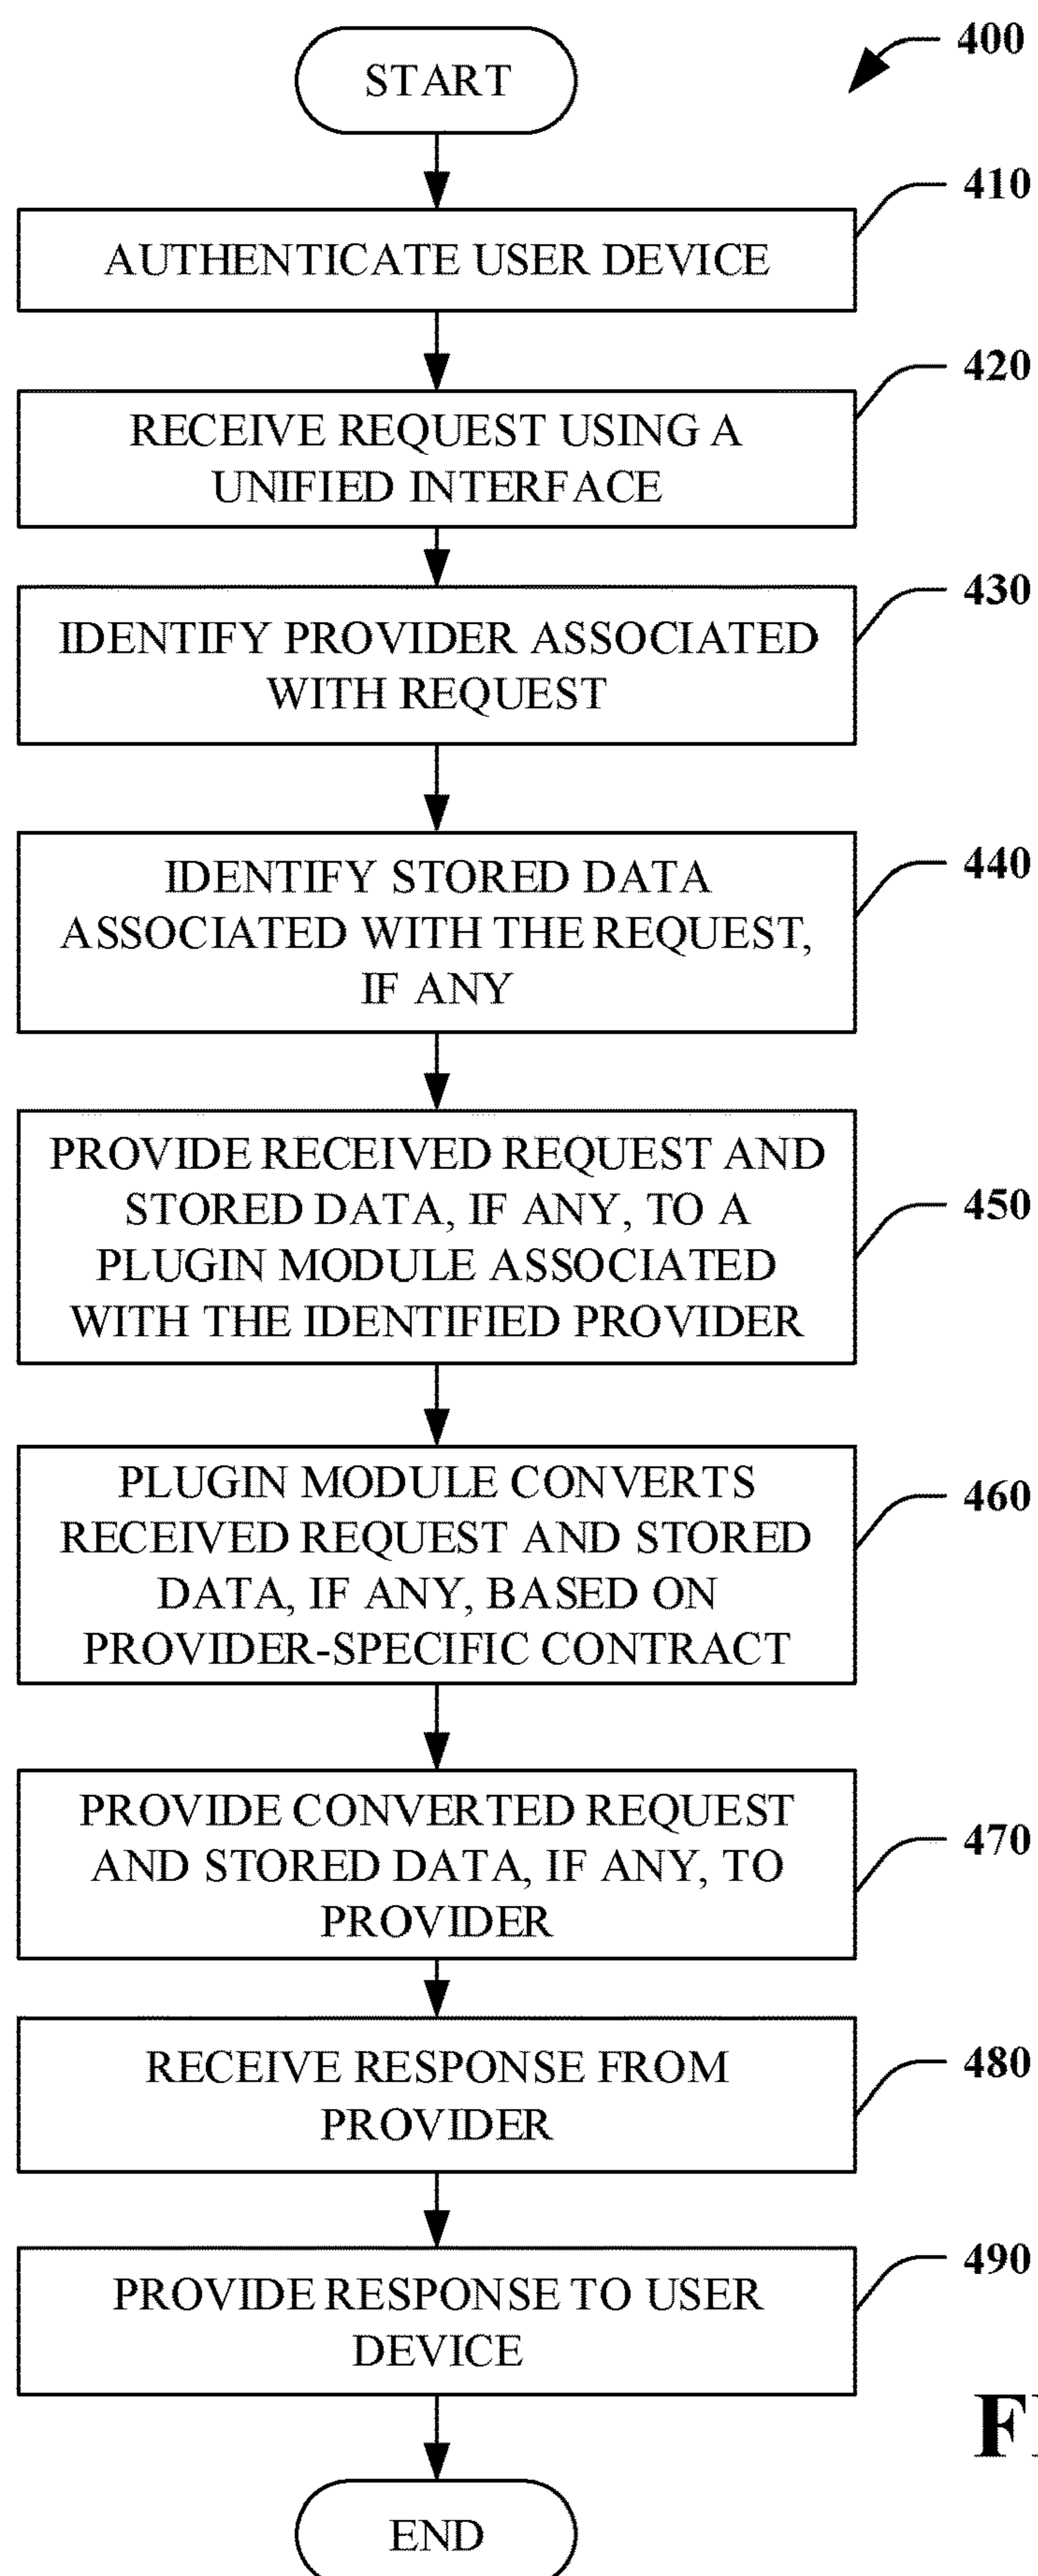 400
START
410
AUTHENTICATE USER DEVICE
420
RECEIVE REQUEST USING A
UNIFIED INTERFACE
430
IDENTIFY PROVIDER ASSOCIATED
WITH REQUEST
440
IDENTIFY STORED DATA
ASSOCIATED WITH THE REQUEST,
IF ANY
450
PROVIDE RECEIVED REQUEST AND
STORED DATA, IF ANY, TO A
PLUGIN MODULE ASSOCIATED
WITH THE IDENTIFIED PROVIDER
460
PLUGIN MODULE CONVERTS
RECEIVED REQUEST AND STORED
DATA, IF ANY, BASED ON
PROVIDER-SPECIFIC CONTRACT
470
PROVIDE CONVERTED REQUEST
AND STORED DATA, IF ANY, TO
PROVIDER
480
RECEIVE RESPONSE FROM
PROVIDER
490
PROVIDE RESPONSE TO USER
DEVICE
END